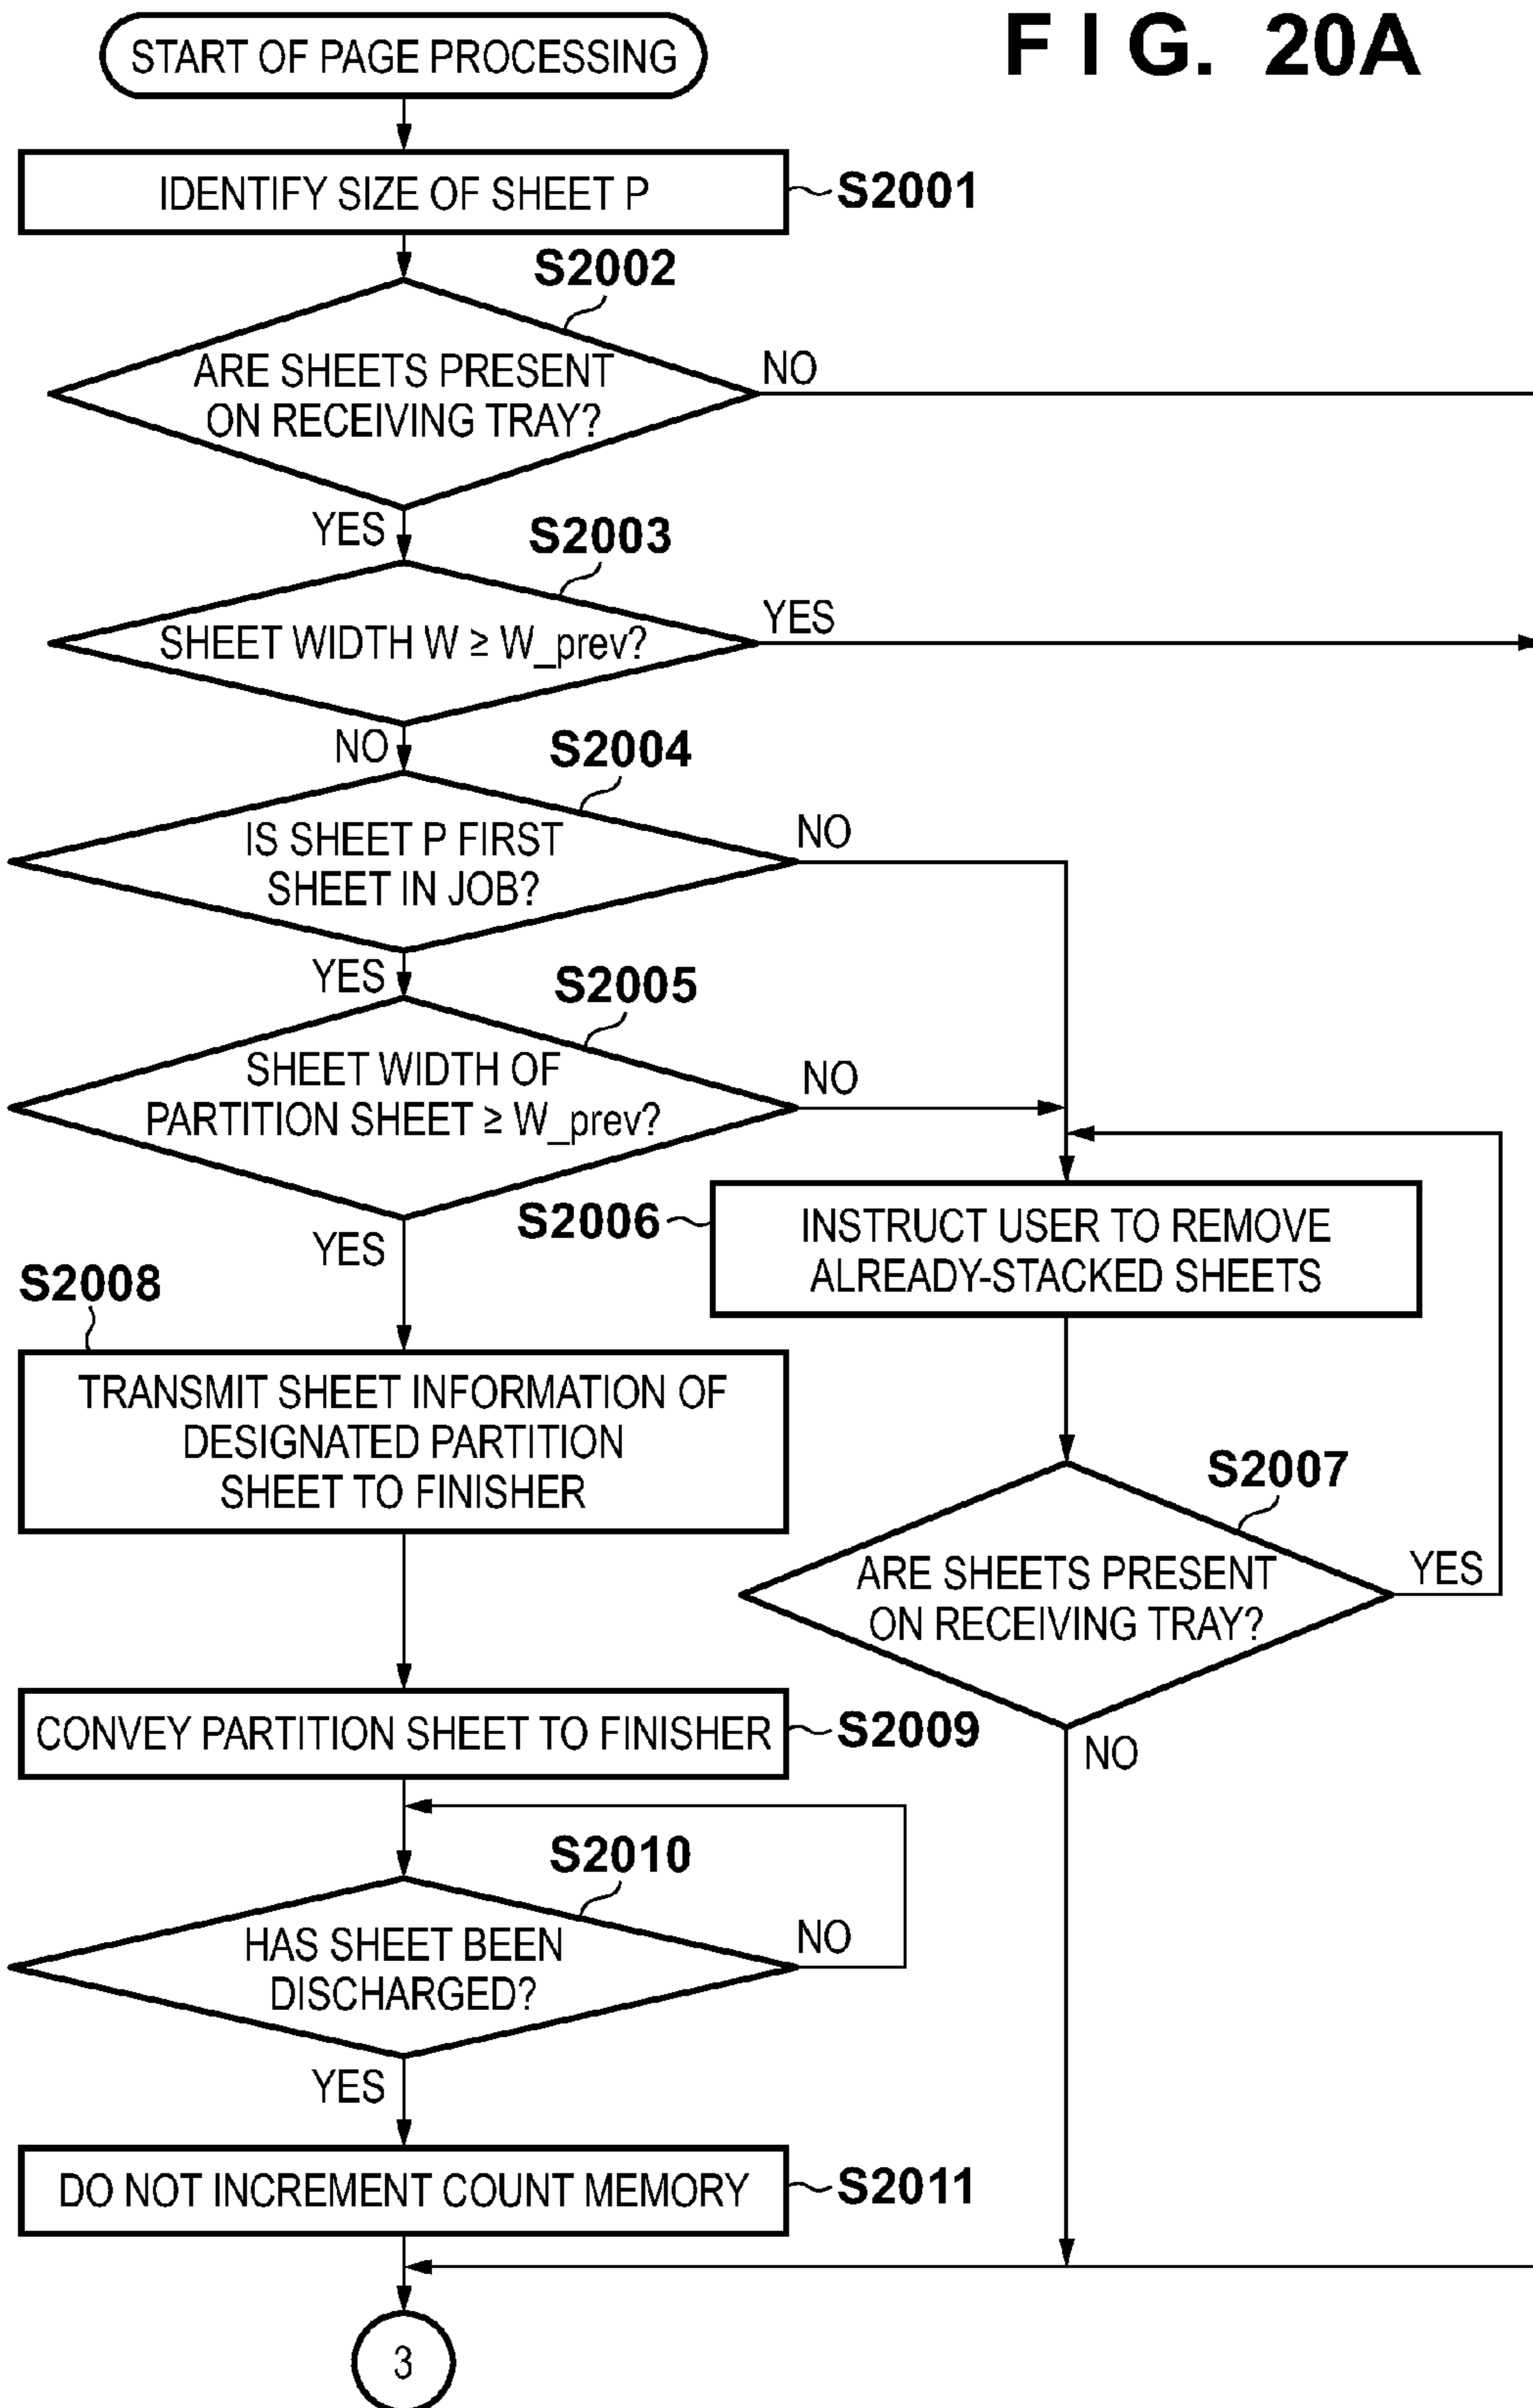 F I G. 20A
START OF PAGE PROCESSING
IDENTIFY SIZE OF SHEET P
S2001
S2002
ARE SHEETS PRESENT
ON RECEIVING TRAY?
NO
YES
S2003
SHEET WIDTH W ≥ W_prev?
YES
NO
S2004
IS SHEET P FIRST
SHEET IN JOB?
NO
YES
S2005
SHEET WIDTH OF
PARTITION SHEET ≥ W_prev?
NO
YES
S2006
INSTRUCT USER TO REMOVE
ALREADY-STACKED SHEETS
S2008
TRANSMIT SHEET INFORMATION OF
DESIGNATED PARTITION
SHEET TO FINISHER
S2007
ARE SHEETS PRESENT
ON RECEIVING TRAY?
YES
NO
CONVEY PARTITION SHEET TO FINISHER
S2009
S2010
HAS SHEET BEEN
DISCHARGED?
NO
YES
DO NOT INCREMENT COUNT MEMORY
S2011
3